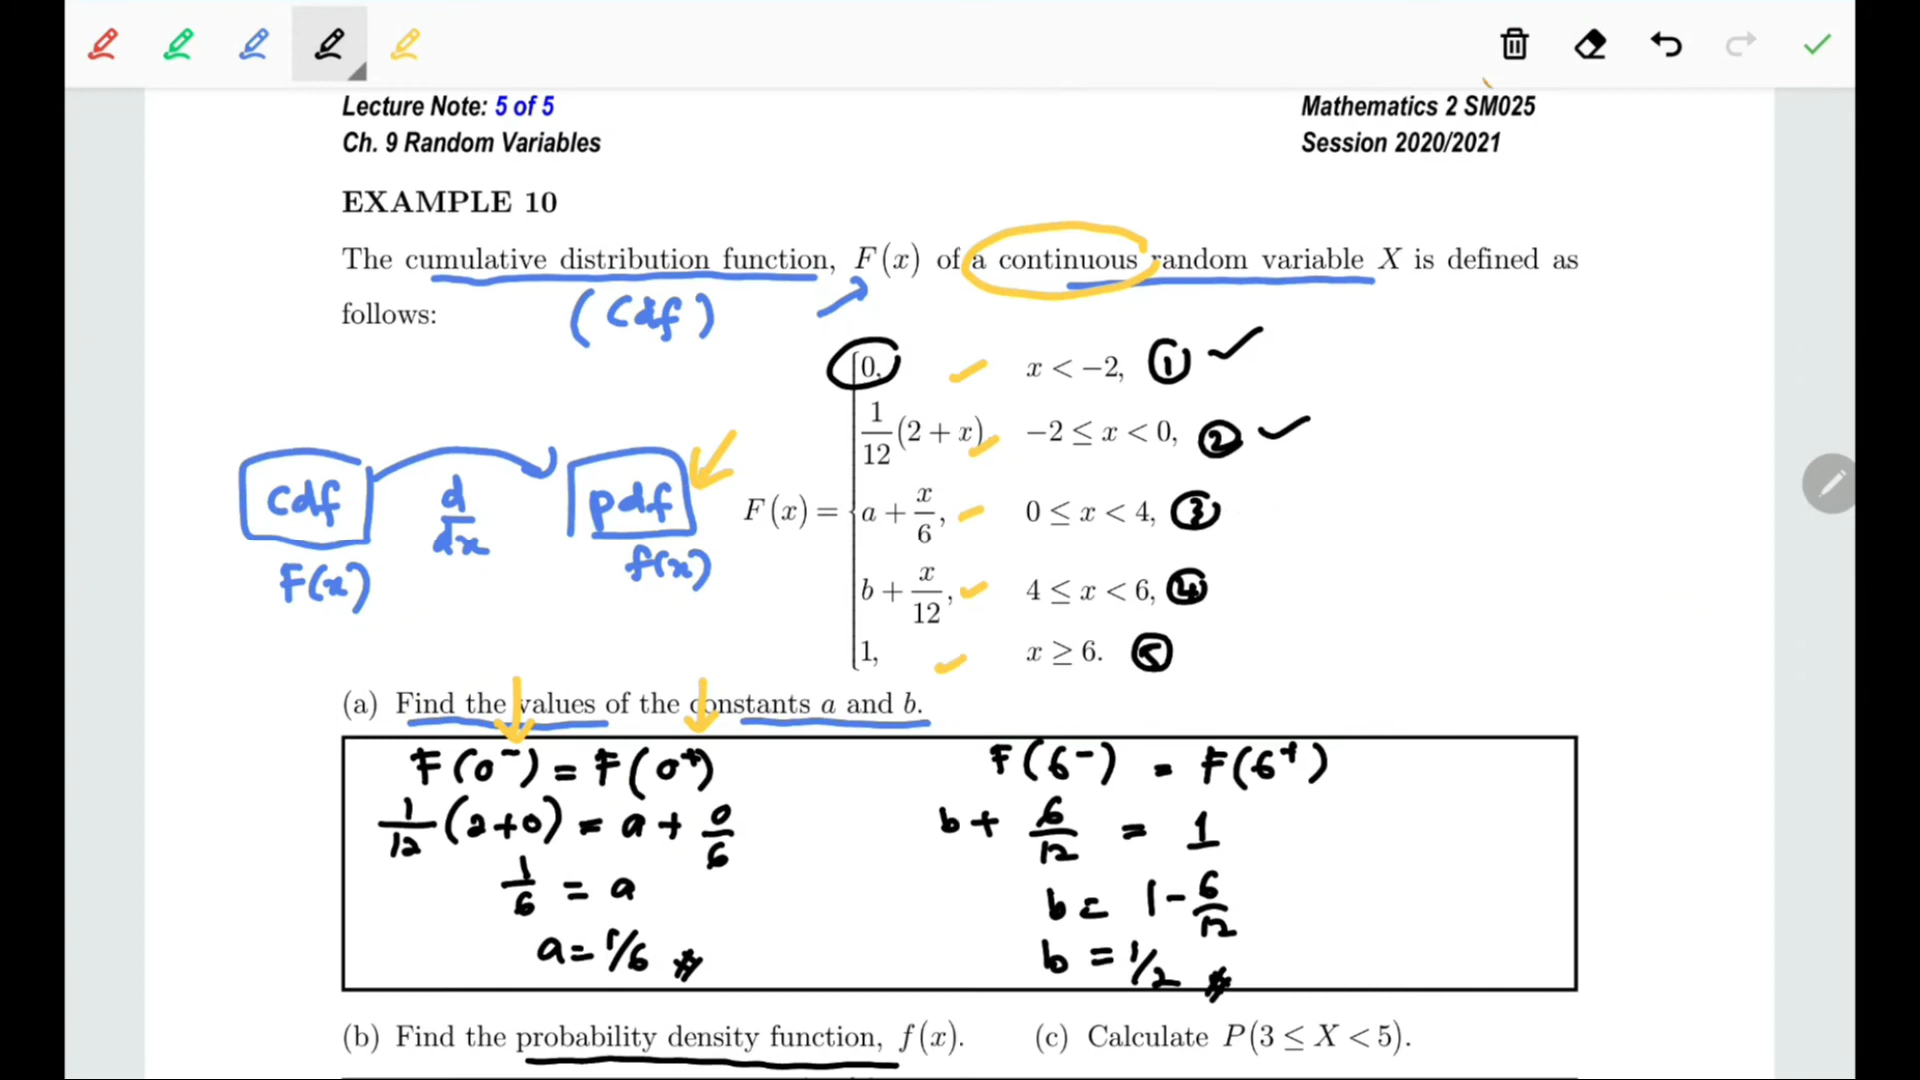 Lecture Note: 5 of 5
Mathematics 2 SM025
Ch. 9 Random Variables
Session 2020/2021
EXAMPLE 10
The cumulative distribution function, F(x) of a continuous random variable X is defined as
follows:
(cdf)
0, x < −2, ①
1/12 (2 + x), −2 ≤ x < 0, ②
F(x) = a + x/6, 0 ≤ x < 4, ③
b + x/12, 4 ≤ x < 6, ④
1, x ≥ 6. ⑤
cdf d/dx pdf
F(x) f(x)
(a) Find the values of the constants a and b.
F(0⁻) = F(0⁺)
1/12 (2+0) = a + 0/6
1/6 = a
a = 1/6 #
F(6⁻) = F(6⁺)
b + 6/12 = 1
b = 1 - 6/12
b = 1/2 #
(b) Find the probability density function, f(x).
(c) Calculate P(3 ≤ X < 5).